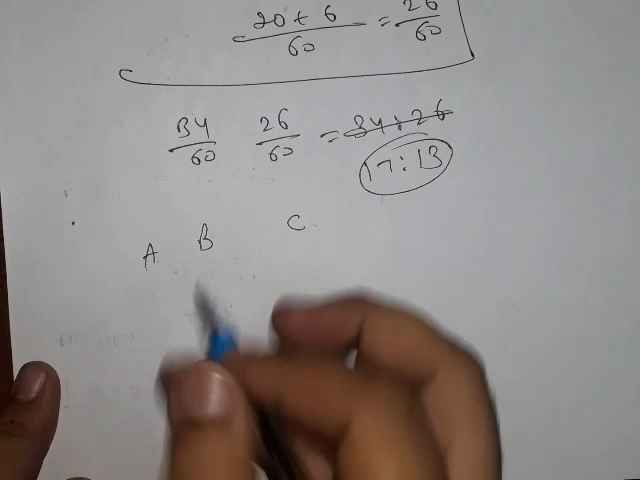 20 + 6 / 60 = 26 / 60
34 / 60 26 / 60 = 34 : 26
17 : 13
A B C